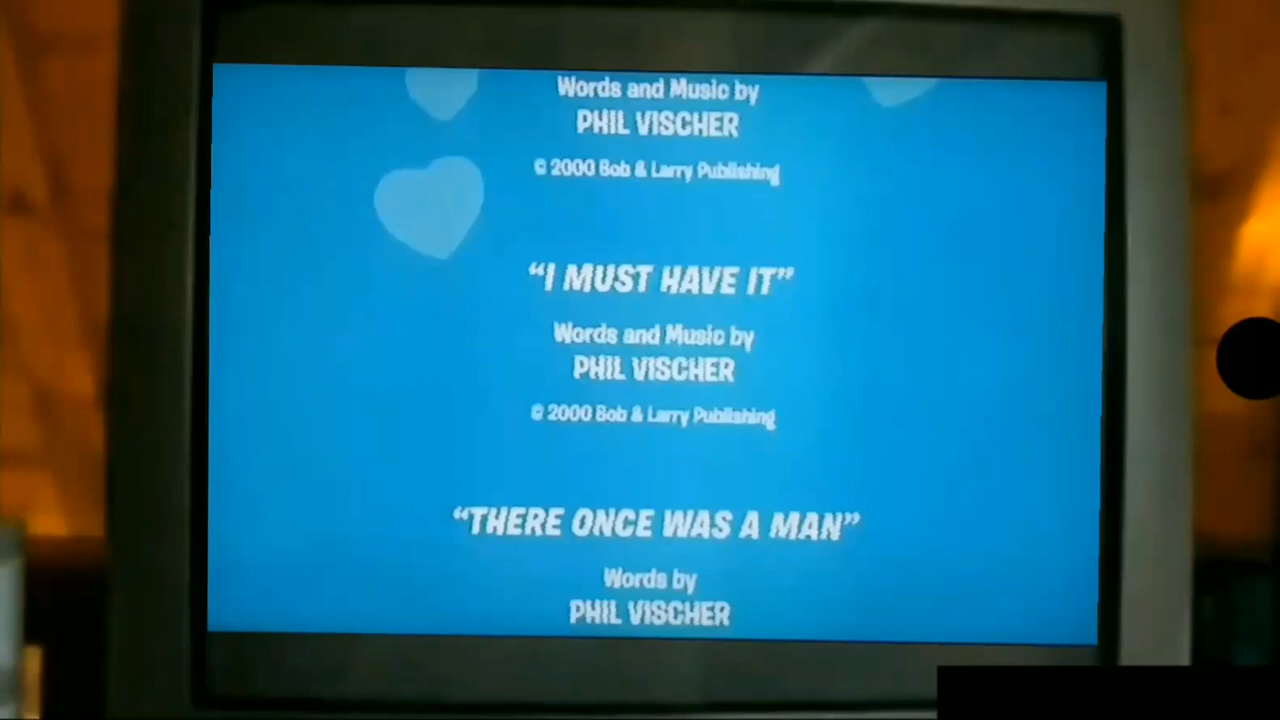 Words and Music by
PHIL VISCHER
© 2000 Bob & Larry Publishing
“I MUST HAVE IT”
Words and Music by
PHIL VISCHER
© 2000 Bob & Larry Publishing
“THERE ONCE WAS A MAN”
Words by
PHIL VISCHER